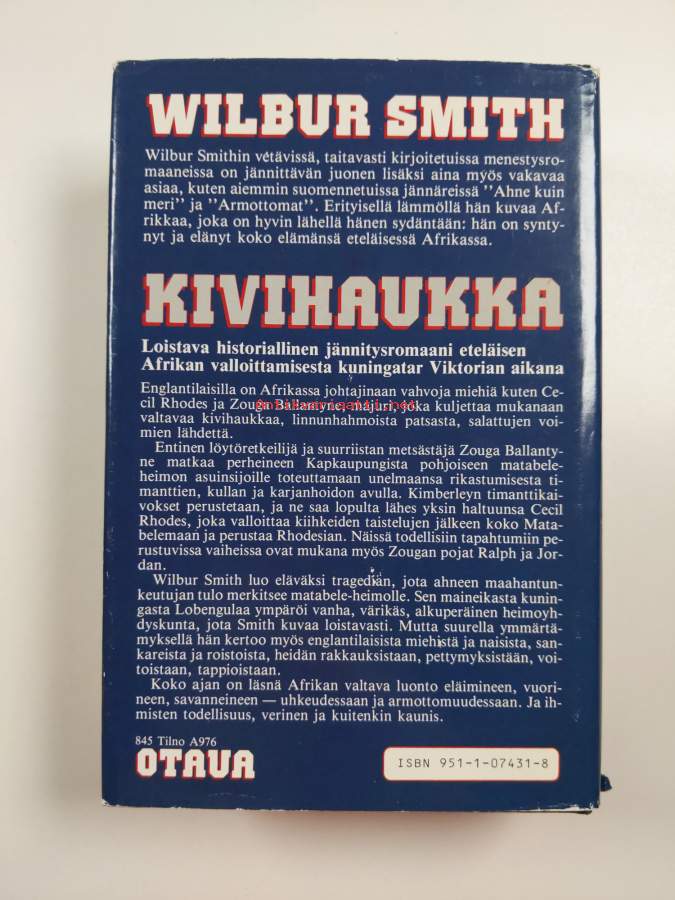 WILBUR SMITH
Wilbur Smithin vetävissä, taitavasti kirjoitetuissa menestysro-
maaneissa on jännittävän juonen lisäksi aina myös vakavaa
asiaa, kuten aiemmin suomennetuissa jännäreissä "Ahne kuin
meri" ja "Armottomat". Erityisellä lämmöllä hän kuvaa Af-
rikkaa, joka on hyvin lähellä hänen sydäntään: hän on synty-
nyt ja elänyt koko elämänsä eteläisessä Afrikassa.
KIVIHAUKKA
Loistava historiallinen jännitysromaani eteläisen
Afrikan valloittamisesta kuningatar Viktorian aikana
Englantilaisilla on Afrikassa johtajinaan vahvoja miehiä kuten Ce-
cil Rhodes ja Zouga Ballantyne, majuri, joka kuljettaa mukanaan
valtavaa kivihaukkaa, linnunhahmoista patsasta, salattujen voi-
mien lähdettä.
Entinen löytöretkeilijä ja suurriistan metsästäjä Zouga Ballanty-
ne matkaa perheineen Kapkaupungista pohjoiseen matabele-
heimon asuinsijoille toteuttamaan unelmaansa rikastumisesta ti-
manttien, kullan ja karjanhoidon avulla. Kimberleyn timanttikai-
vokset perustetaan, ja ne saa lopulta lähes yksin haltuunsa Cecil
Rhodes, joka valloittaa kiihkeiden taistelujen jälkeen koko Mata-
belemaan ja perustaa Rhodesian. Näissä todellisiin tapahtumiin pe-
rustuvissa vaiheissa ovat mukana myös Zougan pojat Ralph ja Jor-
dan.
Wilbur Smith luo eläväksi tragedian, jota ahneen maahantun-
keutujan tulo merkitsee matabele-heimolle. Sen maineikasta kunin-
gasta Lobengulaa ympäröi vanha, värikäs, alkuperäinen heimoyh-
dyskunta, jota Smith kuvaa loistavasti. Mutta suurella ymmärtä-
myksellä hän kertoo myös englantilaisista miehistä ja naisista, san-
kareista ja roistoista, heidän rakkauksistaan, pettymyksistään, voi-
toistaan, tappioistaan.
Koko ajan on läsnä Afrikan valtava luonto eläimineen, vuori-
neen, savanneineen — uhkeudessaan ja armottomuudessaan. Ja ih-
misten todellisuus, verinen ja kuitenkin kaunis.
845 Tilno A976
OTAVA
ISBN 951-1-07431-8